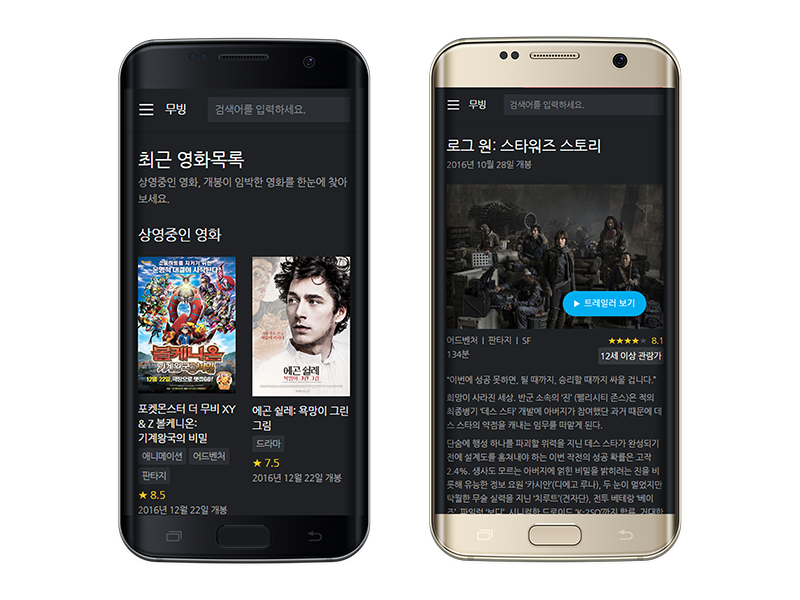 무빙
검색어를 입력하세요.
최근 영화목록
상영중인 영화, 개봉이 임박한 영화를 한눈에 찾아
보세요.
상영중인 영화
12월 22일,
포켓몬스터 더 무비 XY
& Z 볼케니온:
기계왕국의 비밀
애니메이션 어드벤처
판타지
★ 8.5
2016년 12월 22일 개봉
에곤 쉴레
욕망이 그린 그림
에곤 쉴레: 욕망이 그린
그림
드라마
★ 7.5
2016년 12월 22일 개봉
무빙
검색어를 입력하세요.
로그 원: 스타워즈 스토리
2016년 10월 28일 개봉
▶ 트레일러 보기
어드벤처 | 판타지 | SF
★★★★★ 8.1
134분
12세 이상 관람가
"이번에 성공 못하면, 될 때까지, 승리할 때까지 싸울 겁니다."
희망이 사라진 세상. 반군 소속의 '진' (펠리시티 존스)은 적의
최종병기 '데스 스타' 개발에 아버지가 참여했단 과거 때문에 데
스 스타의 약점을 캐내는 임무를 떠맡게 된다.
단숨에 행성 하나를 파괴할 위력을 지닌 데스 스타가 완성되기
전에 설계도를 훔쳐내야 하는 이번 작전의 성공 확률은 고작
2.4%. 생사도 모르는 아버지에 얽힌 비밀을 밝히려는 진을 비
롯해 유능한 정보 요원 '카시안'(디에고 루나), 두 눈이 멀었지만
탁월한 무술 실력을 지닌 '치루트'(견자단), 전투 베테랑 '베이
즈', 파일럿 '보디', 시니컬한 드로이드 'K-2SO'까지 합류, 거대한